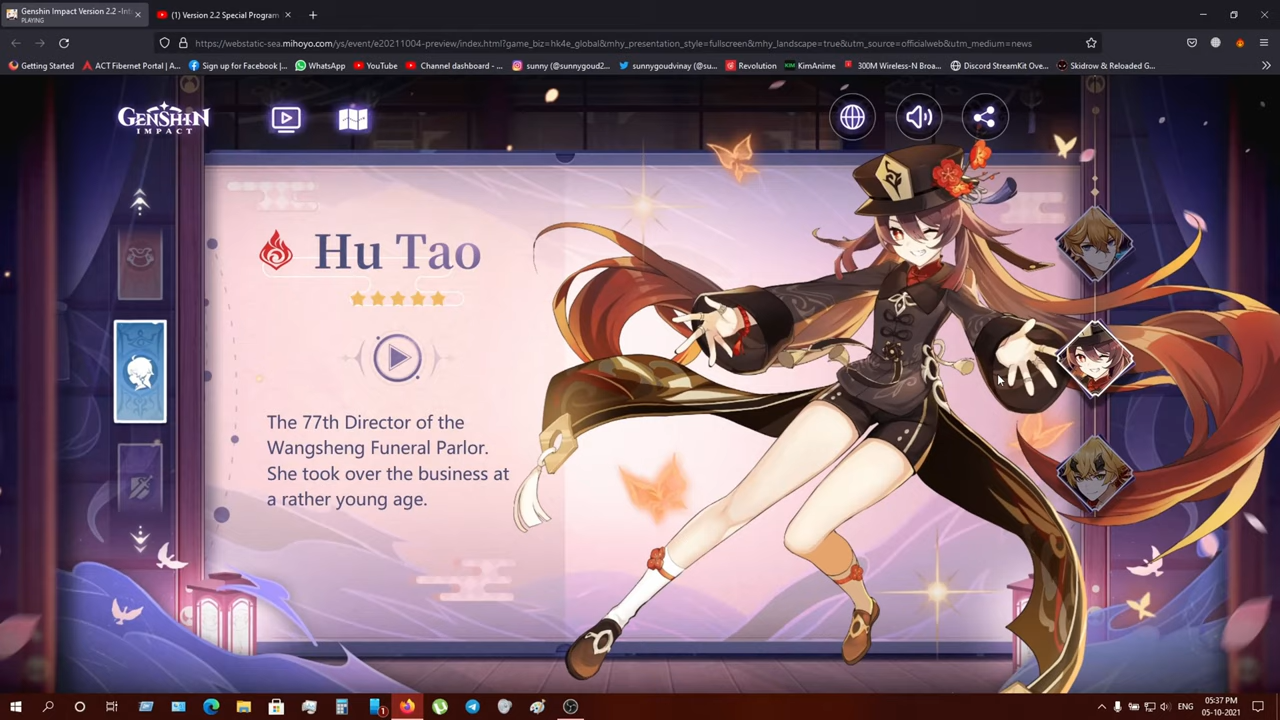 Genshin Impact Version 2.2 -Int
PLAYING
(1) Version 2.2 Special Program
https://webstatic-sea.mihoyo.com/ys/event/e20211004-preview/index.html?game_biz=hk4e_global&mhy_presentation_style=fullscreen&mhy_landscape=true&utm_source=officialweb&utm_medium=news
Getting Started
ACT Fibernet Portal | A...
Sign up for Facebook |...
WhatsApp
YouTube
Channel dashboard - ...
sunny (@sunnygoud2...
sunnygoudvinay (@su...
Revolution
KimAnime
300M Wireless-N Broa...
Discord StreamKit Ove...
Skidrow & Reloaded G...
GENSHIN
IMPACT
Hu Tao
The 77th Director of the
Wangsheng Funeral Parlor.
She took over the business at
a rather young age.
1
ENG
05:37 PM
05-10-2021